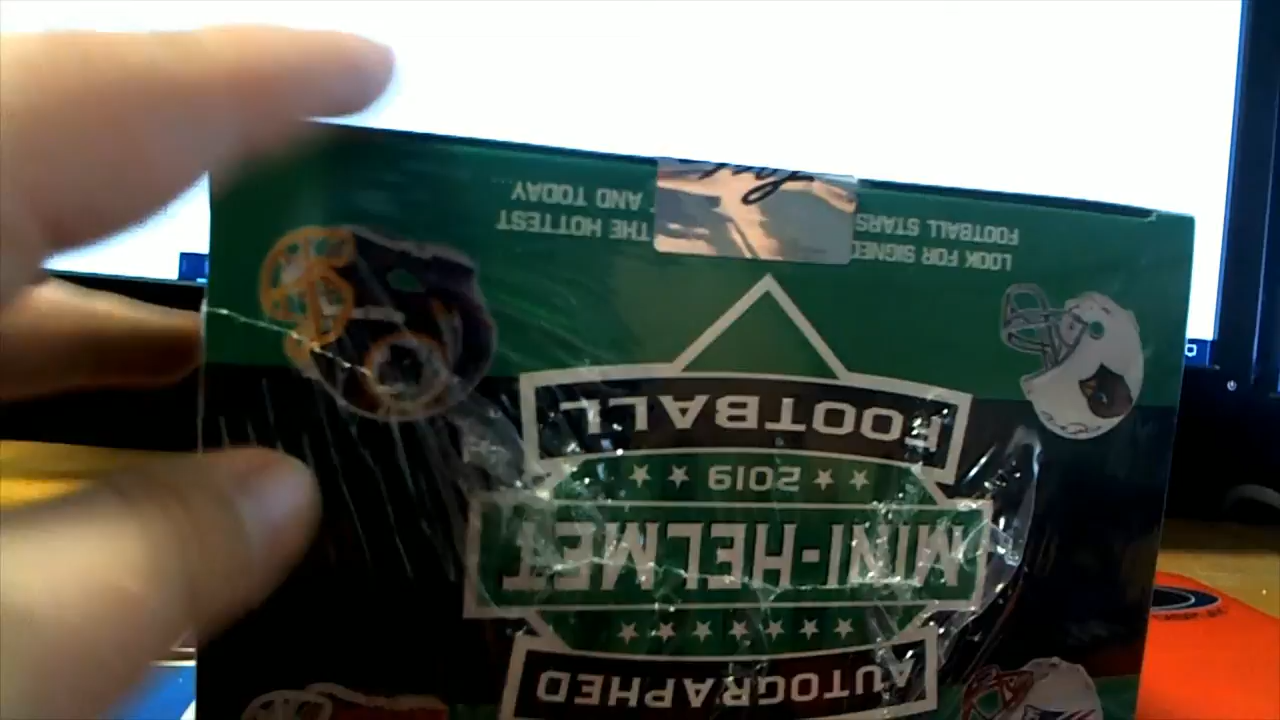 AUTOGRAPHED
MINI-HELMET
2019
FOOTBALL
LOOK FOR SIGNED THE HOTTEST
FOOTBALL STARS AND TODAY....